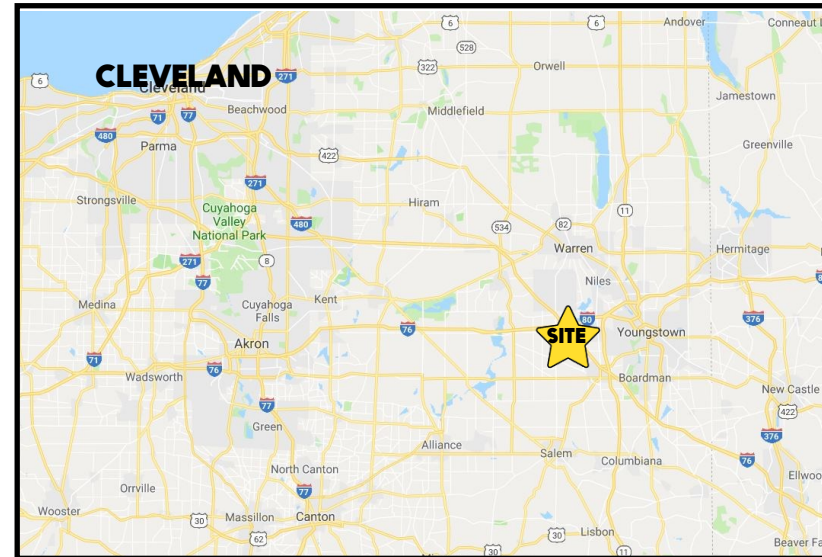 6
6
Andover
Conneaut L
528
CLEVELAND
271
322
Orwell
6
Cleveland
Jamestown
71
77
Beachwood
Middlefield
480
Parma
422
Greenville
271
Strongsville
Hiram
Cuyahoga
Valley
National Park
11
480
534
82
Warren
Hermitage
271
8
77
Niles
Medina
Cuyahoga
Falls
Kent
80
376
76
SITE
Youngstown
Akron
71
76
Wadsworth
Boardman
New Castle
77
422
Green
376
Alliance
Salem
Columbiana
76
North Canton
Ellwoo
77
Orrville
Wooster
30
Massillon
Canton
62
30
Lisbon
30
11
Beaver Fa